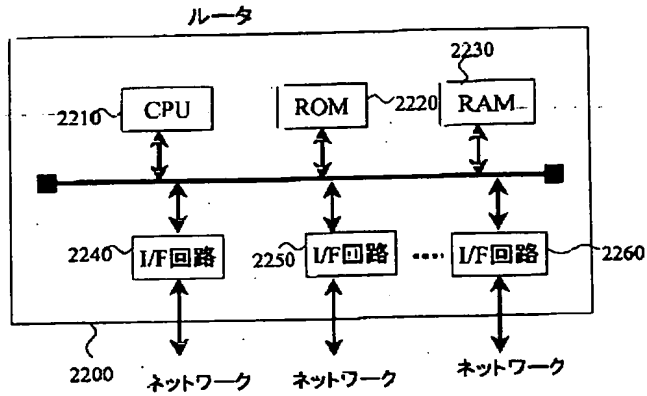 ルータ
2230
2210 CPU
ROM 2220
RAM
2240 I/F回路
2250 I/F回路
I/F回路 2260
2200
ネットワーク
ネットワーク
ネットワーク